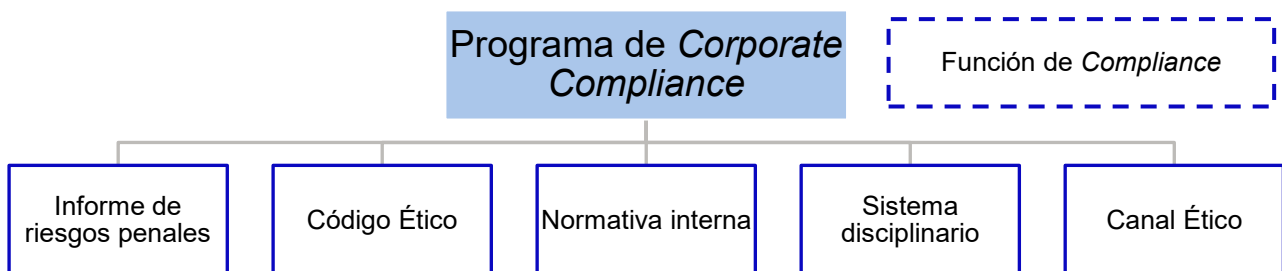 Programa de Corporate
Compliance
Función de Compliance
Informe de
riesgos penales
Código Ético
Normativa interna
Sistema
disciplinario
Canal Ético